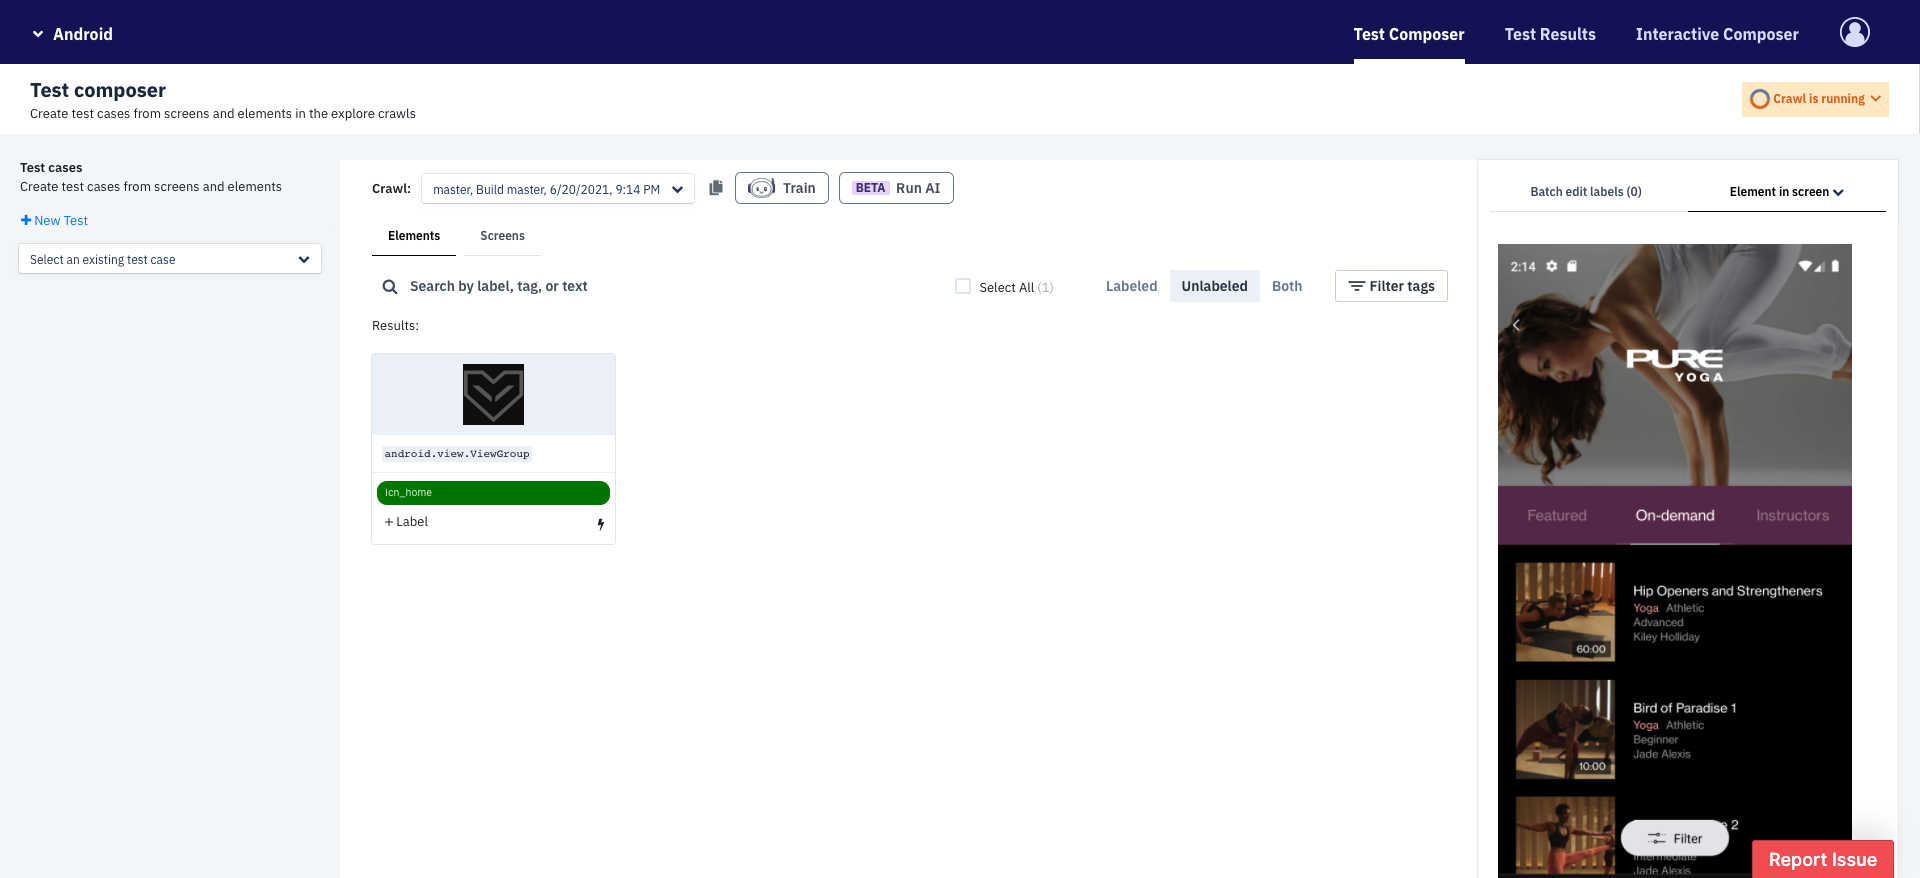 Android
Test Composer
Test Results
Interactive Composer
Test composer
Create test cases from screens and elements in the explore crawls
Crawl is running
Test cases
Create test cases from screens and elements
New Test
Select an existing test case
Crawl:
master, Build master, 6/20/2021, 9:14 PM
Train
BETA Run AI
Elements
Screens
Search by label, tag, or text
Select All (1)
Labeled
Unlabeled
Both
Filter tags
Results:
android.view.ViewGroup
icn_home
+ Label
Batch edit labels (0)
Element in screen
2:14
PURE
YOGA
Featured
On-demand
Instructors
Hip Openers and Strengtheners
Yoga Athletic
Advanced
Kiley Holliday
60:00
Bird of Paradise 1
Yoga Athletic
Beginner
Jade Alexis
10:00
2
Filter
Intermediate
Jade Alexis
Report Issue